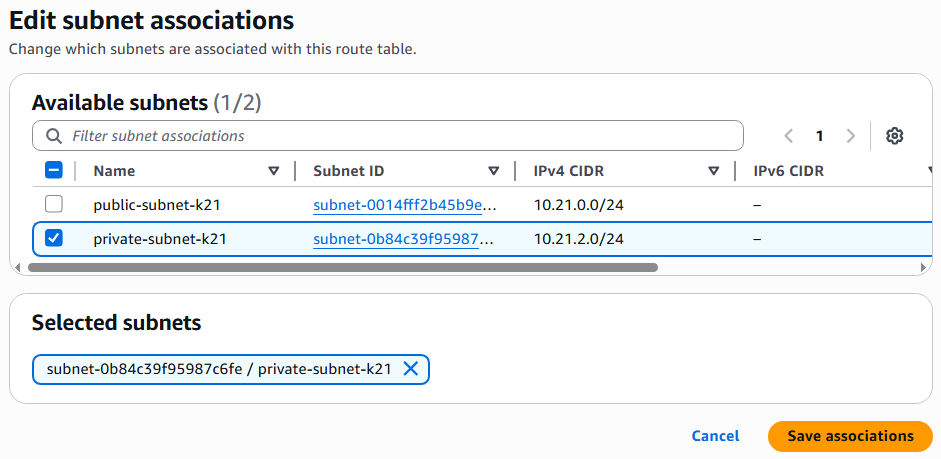 Edit subnet associations
Change which subnets are associated with this route table.
Available subnets (1/2)
Filter subnet associations
1
Name Subnet ID IPv4 CIDR IPv6 CIDR
public-subnet-k21 subnet-0014fff2b45b9e... 10.21.0.0/24 –
private-subnet-k21 subnet-0b84c39f95987... 10.21.2.0/24 –
Selected subnets
subnet-0b84c39f95987c6fe / private-subnet-k21
Cancel Save associations